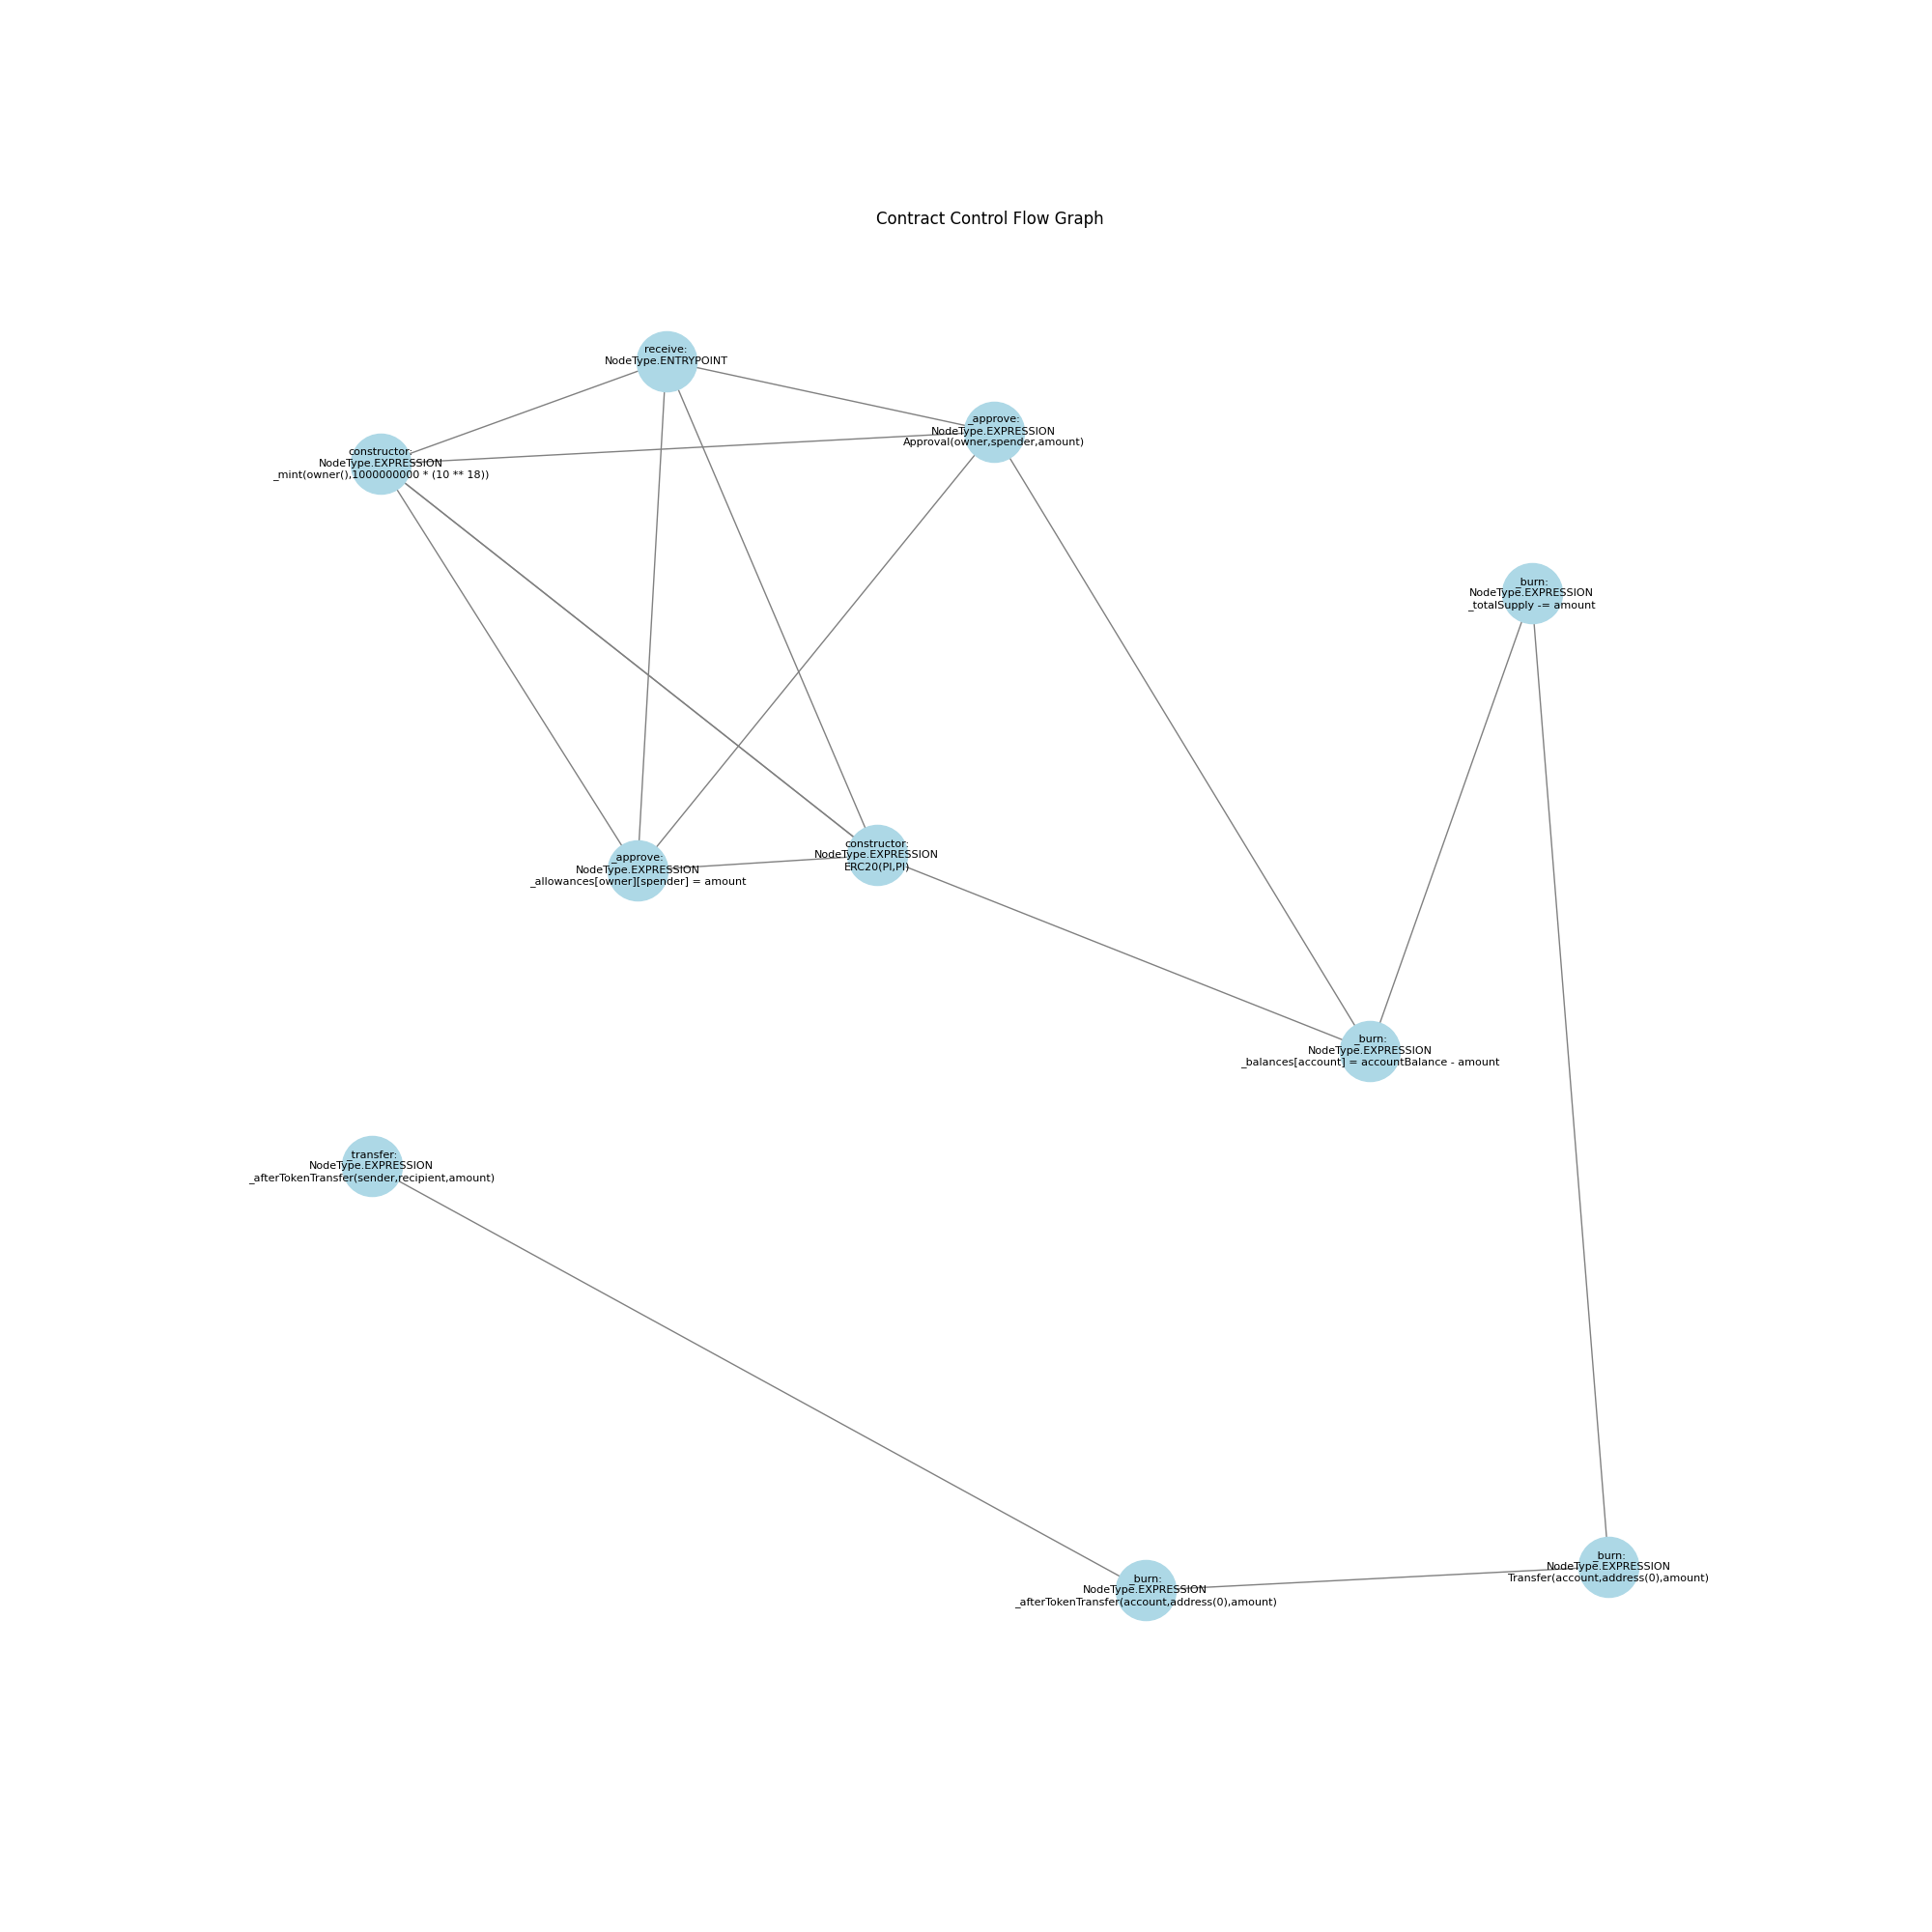 Contract Control Flow Graph
receive:
NodeType.ENTRYPOINT
_approve:
NodeType.EXPRESSION
Approval(owner,spender,amount)
constructor:
NodeType.EXPRESSION
_mint(owner(),1000000000 * (10 ** 18))
_burn:
NodeType.EXPRESSION
_totalSupply -= amount
constructor:
NodeType.EXPRESSION
ERC20(PI,PI)
_approve:
NodeType.EXPRESSION
_allowances[owner][spender] = amount
_burn:
NodeType.EXPRESSION
_balances[account] = accountBalance - amount
_transfer:
NodeType.EXPRESSION
_afterTokenTransfer(sender,recipient,amount)
_burn:
NodeType.EXPRESSION
Transfer(account,address(0),amount)
_burn:
NodeType.EXPRESSION
_afterTokenTransfer(account,address(0),amount)